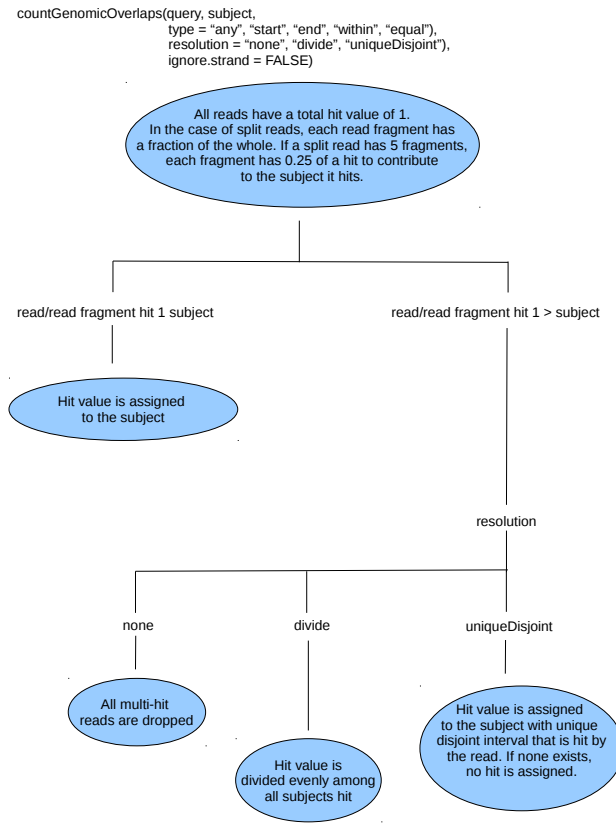 countGenomicOverlaps(query, subject,
type = “any”, “start”, “end”, “within”, “equal”),
resolution = “none”, “divide”, “uniqueDisjoint”),
ignore.strand = FALSE)
All reads have a total hit value of 1.
In the case of split reads, each read fragment has
a fraction of the whole. If a split read has 5 fragments,
each fragment has 0.25 of a hit to contribute
to the subject it hits.
read/read fragment hit 1 subject
read/read fragment hit 1 > subject
Hit value is assigned
to the subject
resolution
none
divide
uniqueDisjoint
All multi-hit
reads are dropped
Hit value is
divided evenly among
all subjects hit
Hit value is assigned
to the subject with unique
disjoint interval that is hit by
the read. If none exists,
no hit is assigned.